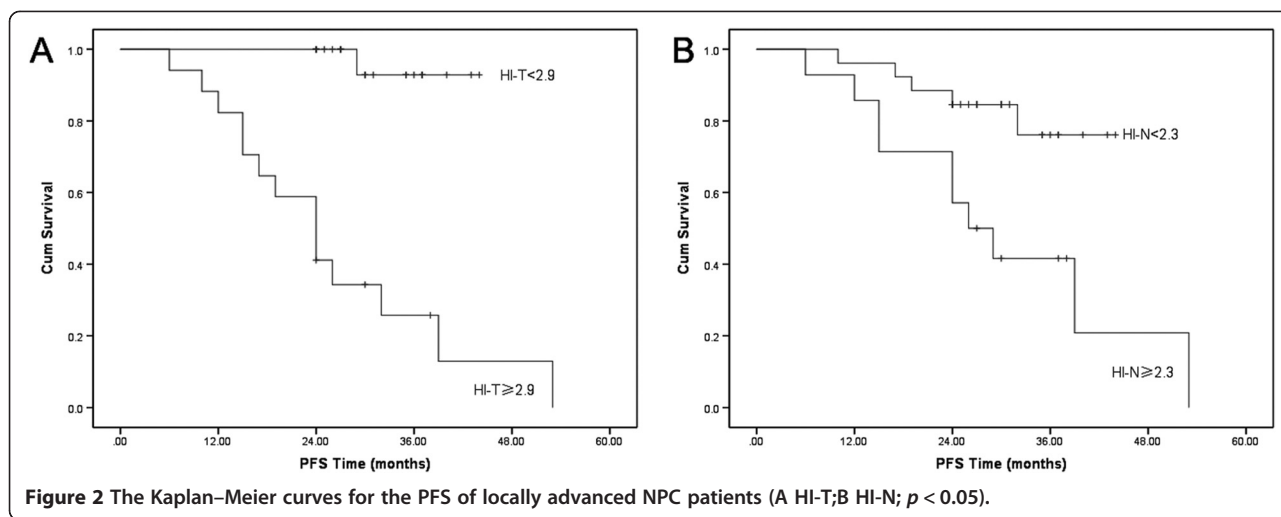 A
Cum Survival
1.0
0.8
0.6
0.4
0.2
0.0
HI-T<2.9
HI-T≥2.9
.00 12.00 24.00 36.00 48.00 60.00
PFS Time (months)
B
Cum Survival
1.0
0.8
0.6
0.4
0.2
0.0
HI-N<2.3
HI-N≥2.3
.00 12.00 24.00 36.00 48.00 60.00
PFS Time (months)
Figure 2 The Kaplan–Meier curves for the PFS of locally advanced NPC patients (A HI-T;B HI-N; p < 0.05).